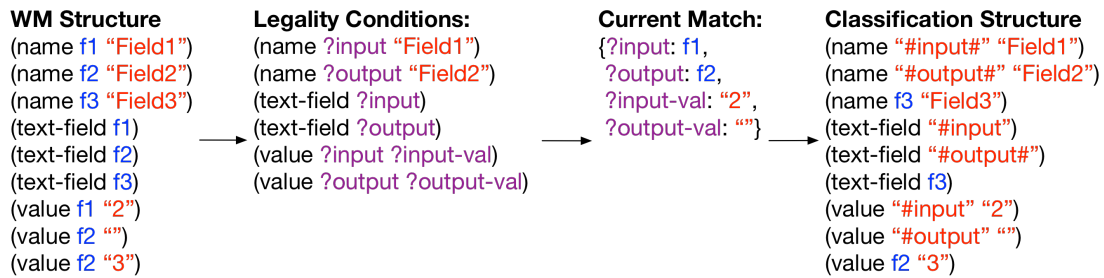 WM Structure
(name f1 “Field1”)
(name f2 “Field2”)
(name f3 “Field3”)
(text-field f1)
(text-field f2)
(text-field f3)
(value f1 “2”)
(value f2 “”)
(value f2 “3”)
Legality Conditions:
(name ?input “Field1”)
(name ?output “Field2”)
(text-field ?input)
(text-field ?output)
(value ?input ?input-val)
(value ?output ?output-val)
Current Match:
{?input: f1,
?output: f2,
?input-val: “2”,
?output-val: “”}
Classification Structure
(name “#input#” “Field1”)
(name “#output#” “Field2”)
(name f3 “Field3”)
(text-field “#input”)
(text-field “#output#”)
(text-field f3)
(value “#input” “2”)
(value “#output” “”)
(value f2 “3”)